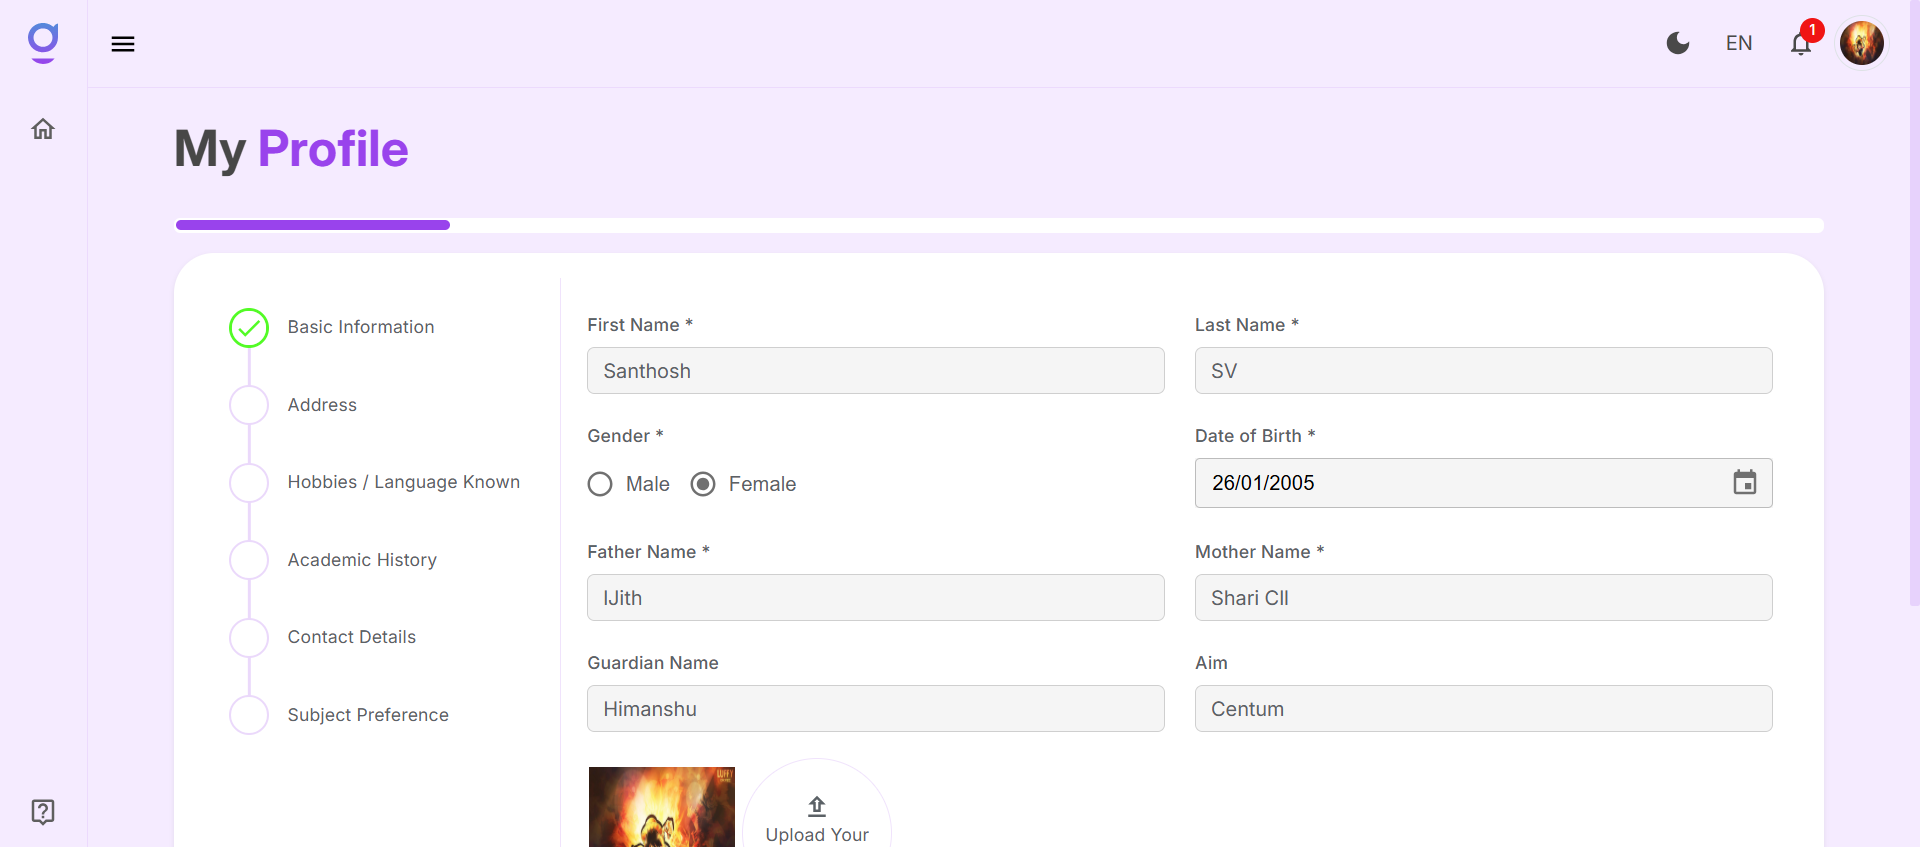 EN
1
My Profile
Basic Information
Address
Hobbies / Language Known
Academic History
Contact Details
Subject Preference
First Name *
Santhosh
Last Name *
SV
Gender *
Male
Female
Date of Birth *
26/01/2005
Father Name *
IJith
Mother Name *
Shari CII
Guardian Name
Himanshu
Aim
Centum
LUFFY
Upload Your